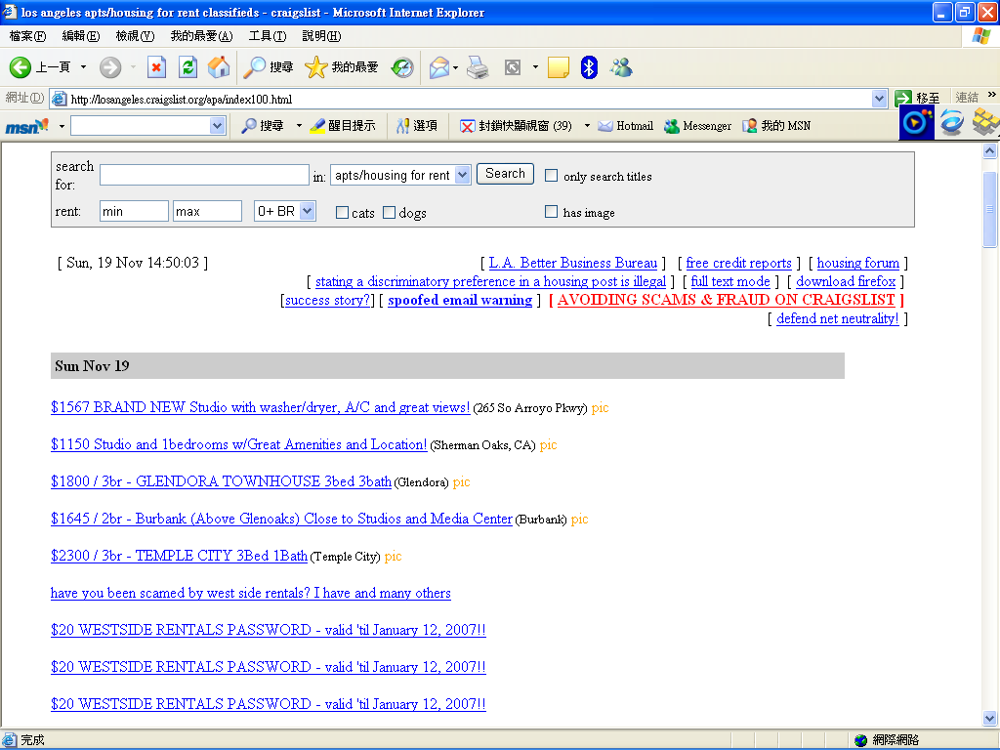 los angeles apts/housing for rent classifieds - craigslist - Microsoft Internet Explorer
檔案(F) 編輯(E) 檢視(V) 我的最愛(A) 工具(T) 說明(H)
上一頁 搜尋 我的最愛
網址(D) http://losangeles.craigslist.org/apa/index100.html 移至 連結 »
msn 搜尋 醒目提示 選項 封鎖快顯視窗 (39) Hotmail Messenger 我的 MSN
search for: in: apts/housing for rent Search only search titles
rent: min max 0+ BR cats dogs has image
[ Sun, 19 Nov 14:50:03 ] [ L.A. Better Business Bureau ] [ free credit reports ] [ housing forum ]
[ stating a discriminatory preference in a housing post is illegal ] [ full text mode ] [ download firefox ]
[success story?] [ spoofed email warning ] [ AVOIDING SCAMS & FRAUD ON CRAIGSLIST ]
[ defend net neutrality! ]
Sun Nov 19
$1567 BRAND NEW Studio with washer/dryer, A/C and great views! (265 So Arroyo Pkwy) pic
$1150 Studio and 1bedrooms w/Great Amenities and Location! (Sherman Oaks, CA) pic
$1800 / 3br - GLENDORA TOWNHOUSE 3bed 3bath (Glendora) pic
$1645 / 2br - Burbank (Above Glenoaks) Close to Studios and Media Center (Burbank) pic
$2300 / 3br - TEMPLE CITY 3Bed 1Bath (Temple City) pic
have you been scamed by west side rentals? I have and many others
$20 WESTSIDE RENTALS PASSWORD - valid 'til January 12, 2007!!
$20 WESTSIDE RENTALS PASSWORD - valid 'til January 12, 2007!!
$20 WESTSIDE RENTALS PASSWORD - valid 'til January 12, 2007!!
完成 網際網路